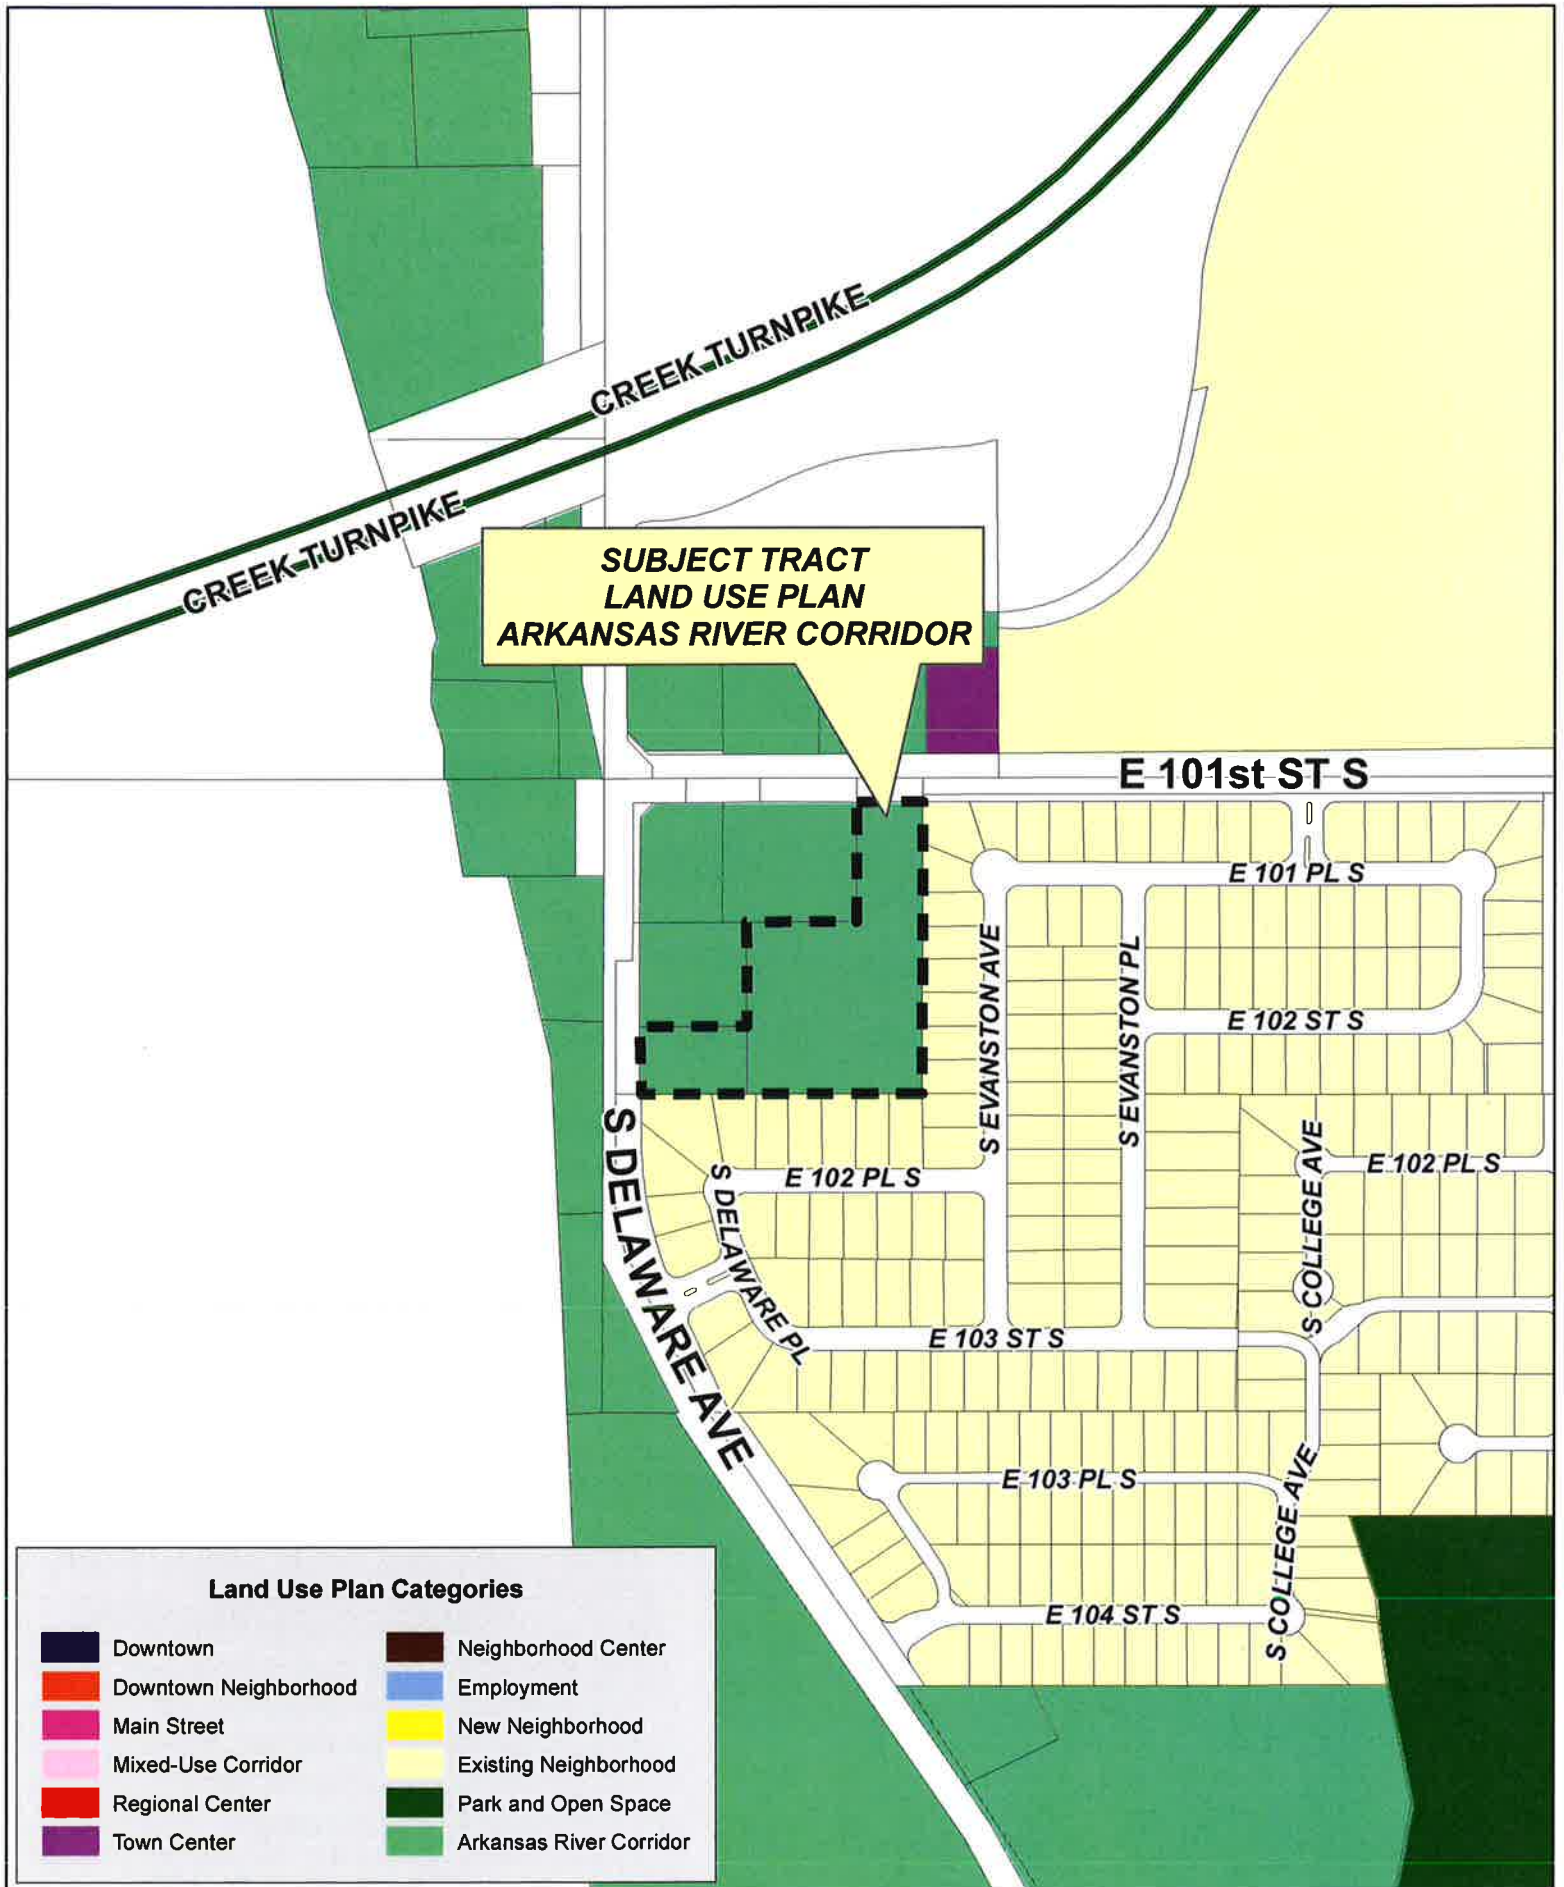 CREEK TURNPIKE
CREEK TURNPIKE
SUBJECT TRACT
LAND USE PLAN
ARKANSAS RIVER CORRIDOR
E 101st ST S
E 101 PL S
S EVANSTON AVE
S EVANSTON PL
E 102 ST S
S DELAWARE AVE
S DELAWARE PL
E 102 PL S
S COLLEGE AVE
E 102 PL S
E 103 ST S
E 103 PL S
S COLLEGE AVE
E 104 ST S
Land Use Plan Categories
Downtown
Downtown Neighborhood
Main Street
Mixed-Use Corridor
Regional Center
Town Center
Neighborhood Center
Employment
New Neighborhood
Existing Neighborhood
Park and Open Space
Arkansas River Corridor